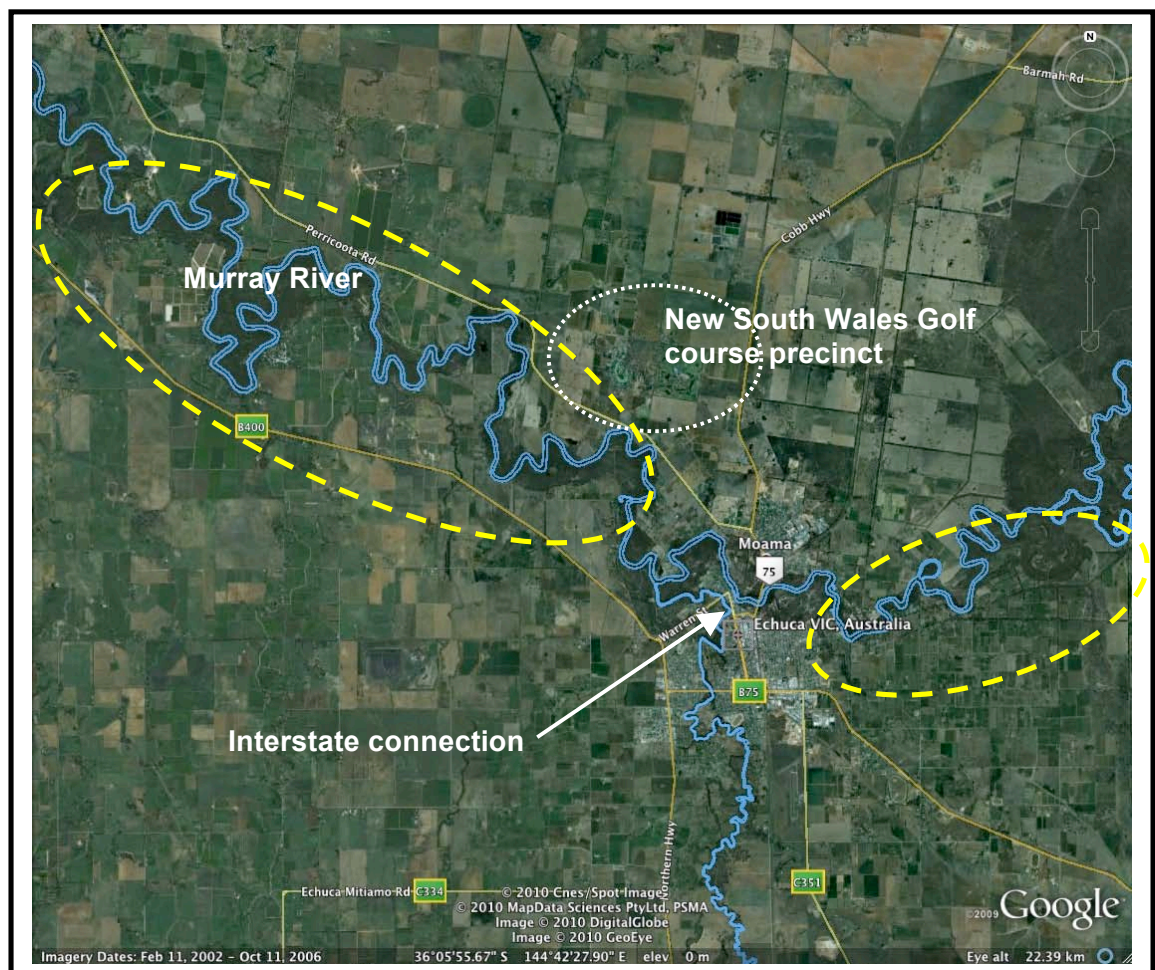 N
Barmah Rd
Cobb Hwy
Perricoota Rd
Murray River
New South Wales Golf
course precinct
B400
Moama
75
Warren St
Echuca VIC, Australia
B75
Interstate connection
Northern Hwy
C351
Echuca Mitiamo Rd C334
© 2010 Cnes/Spot Image
© 2010 MapData Sciences PtyLtd, PSMA
Image © 2010 DigitalGlobe
Image © 2010 GeoEye
©2009 Google
Imagery Dates: Feb 11, 2002 - Oct 11, 2006 36°05'55.67" S 144°42'27.90" E elev 0 m Eye alt 22.39 km